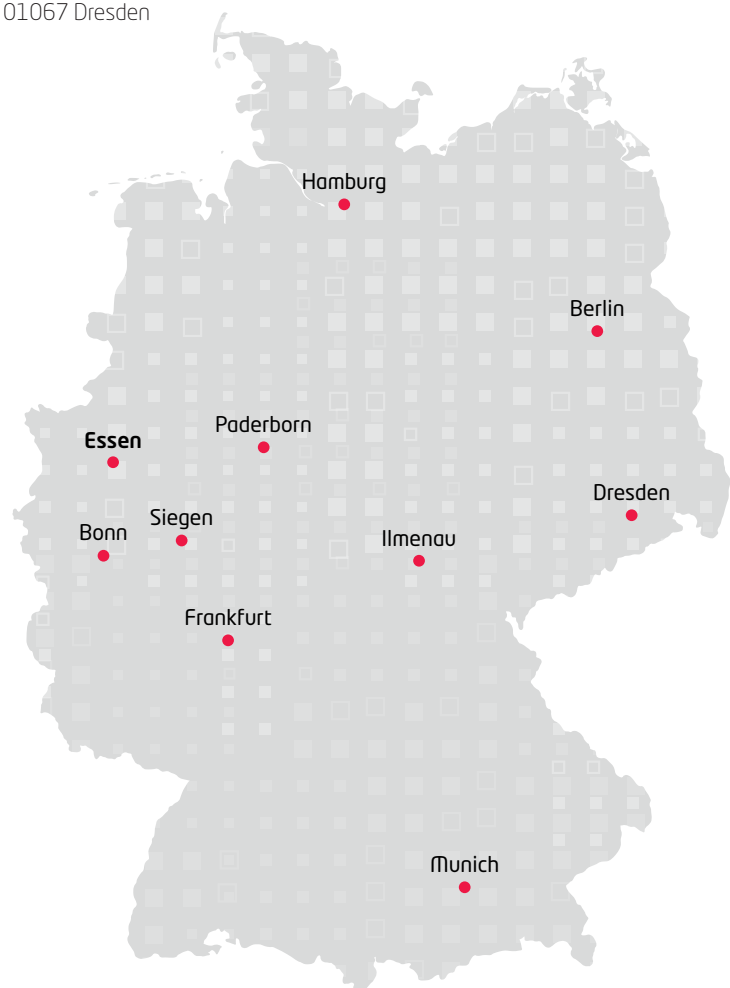 01067 Dresden
Hamburg
Berlin
Paderborn
Essen
Dresden
Siegen
Bonn
Ilmenau
Frankfurt
Munich